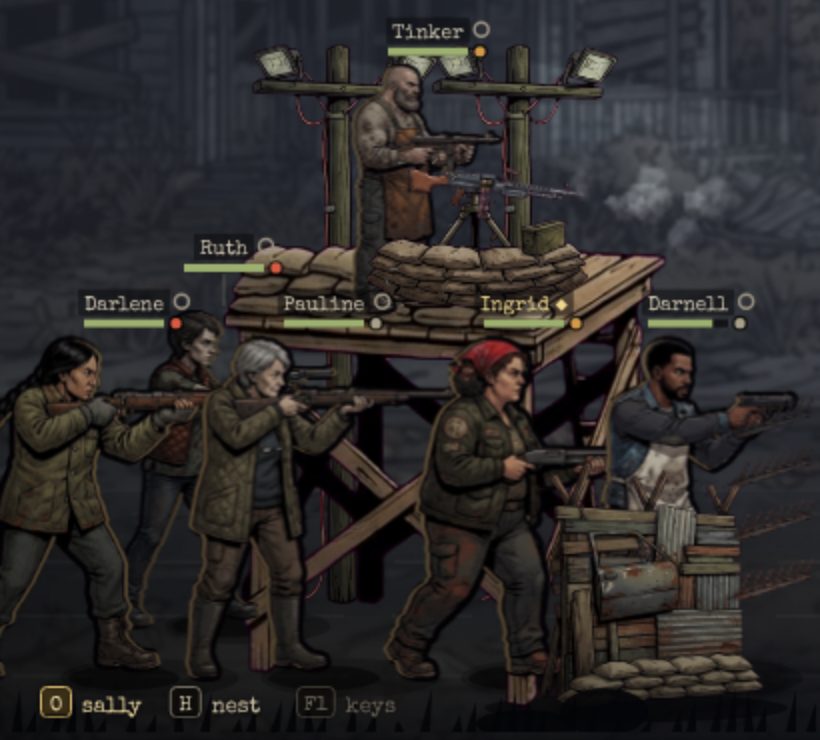 Tinker
Ruth
Darlene
Pauline
Ingrid
Darnell
O sally H nest F1 keys